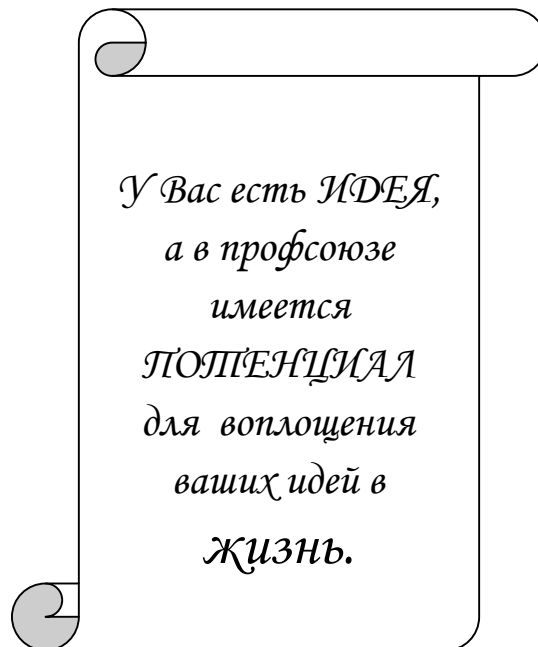 У Вас есть ИДЕЯ,
а в профсоюзе
имеется
ПОТЕНЦИАЛ
для воплощения
ваших идей в
жизнь.